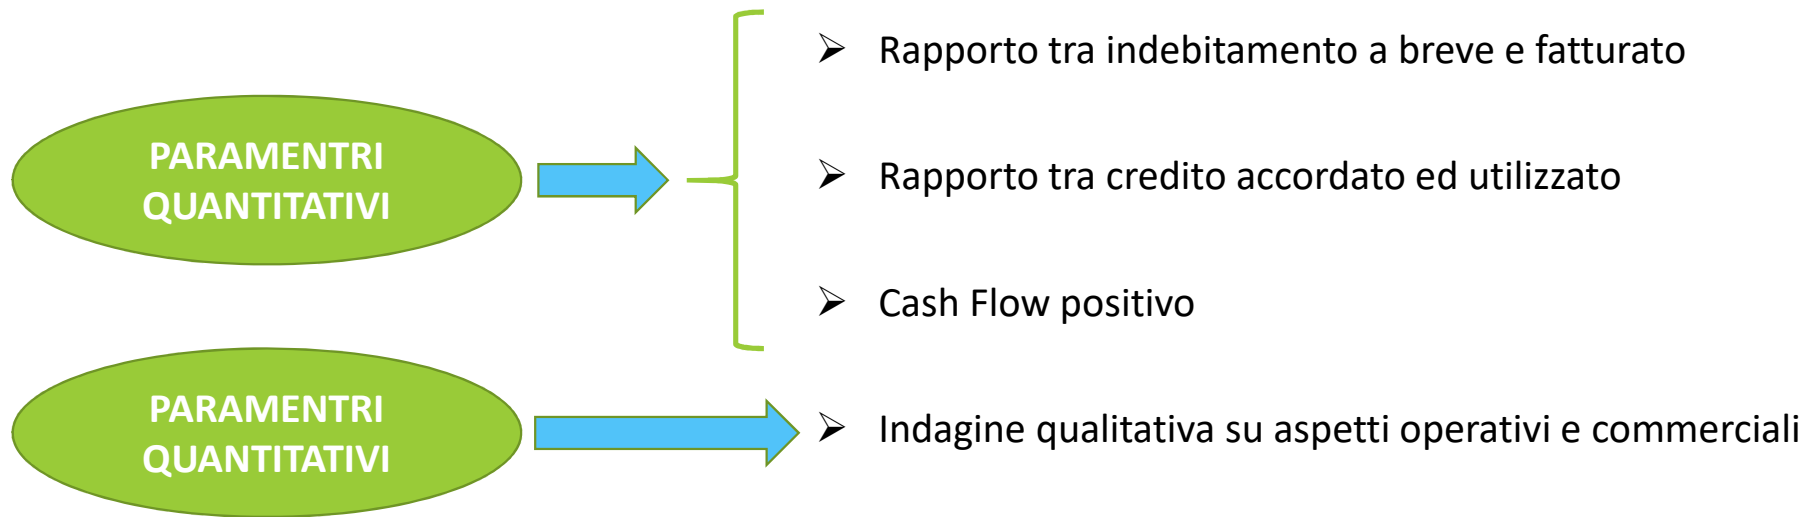 PARAMENTRI
QUANTITATIVI
➢ Rapporto tra indebitamento a breve e fatturato
➢ Rapporto tra credito accordato ed utilizzato
➢ Cash Flow positivo
PARAMENTRI
QUANTITATIVI
➢ Indagine qualitativa su aspetti operativi e commerciali